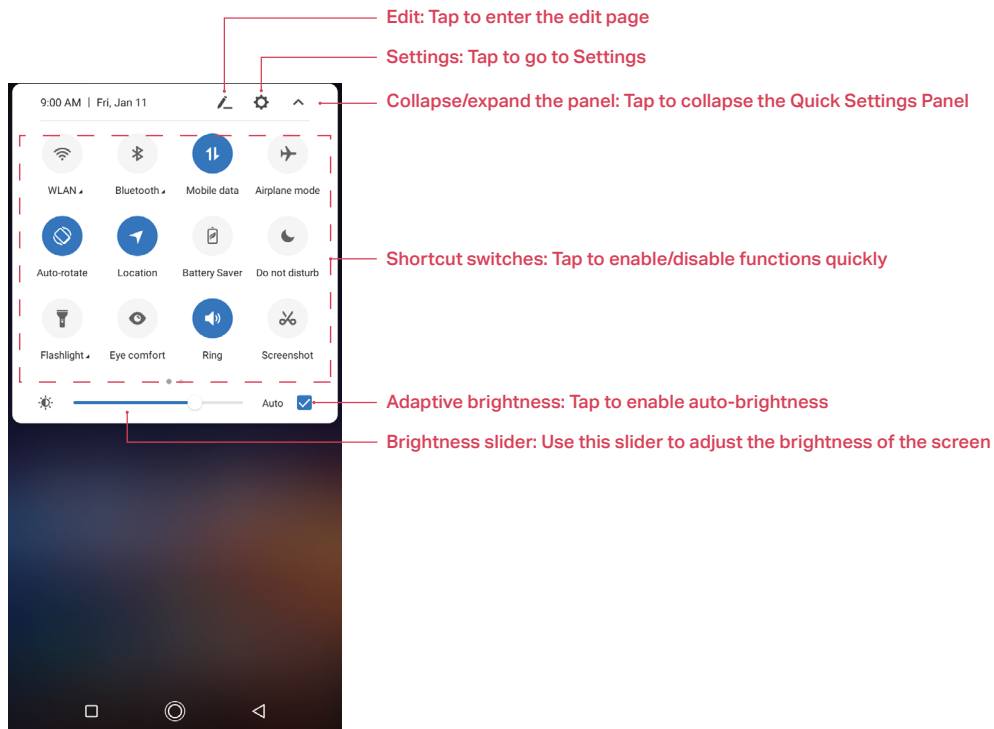 Edit: Tap to enter the edit page
Settings: Tap to go to Settings
9:00 AM | Fri, Jan 11
Collapse/expand the panel: Tap to collapse the Quick Settings Panel
WLAN Bluetooth Mobile data Airplane mode
Auto-rotate Location Battery Saver Do not disturb
Shortcut switches: Tap to enable/disable functions quickly
Flashlight Eye comfort Ring Screenshot
Auto
Adaptive brightness: Tap to enable auto-brightness
Brightness slider: Use this slider to adjust the brightness of the screen